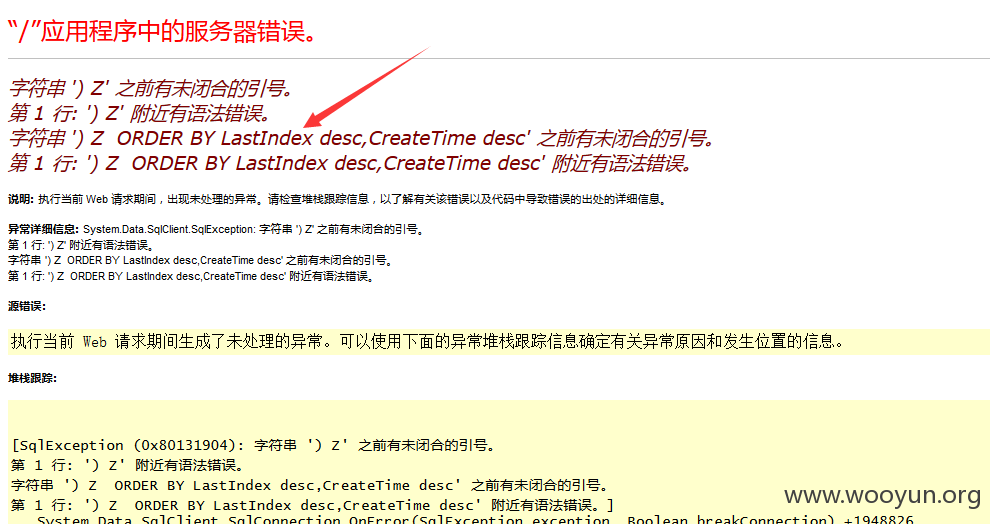 “/”应用程序中的服务器错误。
字符串 ') Z' 之前有未闭合的引号。
第 1 行: ') Z' 附近有语法错误。
字符串 ') Z  ORDER BY LastIndex desc,CreateTime desc' 之前有未闭合的引号。
第 1 行: ') Z  ORDER BY LastIndex desc,CreateTime desc' 附近有语法错误。
说明: 执行当前 Web 请求期间，出现未处理的异常。请检查堆栈跟踪信息，以了解有关该错误以及代码中导致错误的出处的详细信息。
异常详细信息: System.Data.SqlClient.SqlException: 字符串 ') Z' 之前有未闭合的引号。
第 1 行: ') Z' 附近有语法错误。
字符串 ') Z  ORDER BY LastIndex desc,CreateTime desc' 之前有未闭合的引号。
第 1 行: ') Z  ORDER BY LastIndex desc,CreateTime desc' 附近有语法错误。
源错误:
执行当前 Web 请求期间生成了未处理的异常。可以使用下面的异常堆栈跟踪信息确定有关异常原因和发生位置的信息。
堆栈跟踪:
[SqlException (0x80131904): 字符串 ') Z' 之前有未闭合的引号。
第 1 行: ') Z' 附近有语法错误。
字符串 ') Z  ORDER BY LastIndex desc,CreateTime desc' 之前有未闭合的引号。
第 1 行: ') Z  ORDER BY LastIndex desc,CreateTime desc' 附近有语法错误。]
System.Data.SqlClient.SqlConnection.OnError(SqlException exception, Boolean breakConnection) +1948826
www.wooyun.org